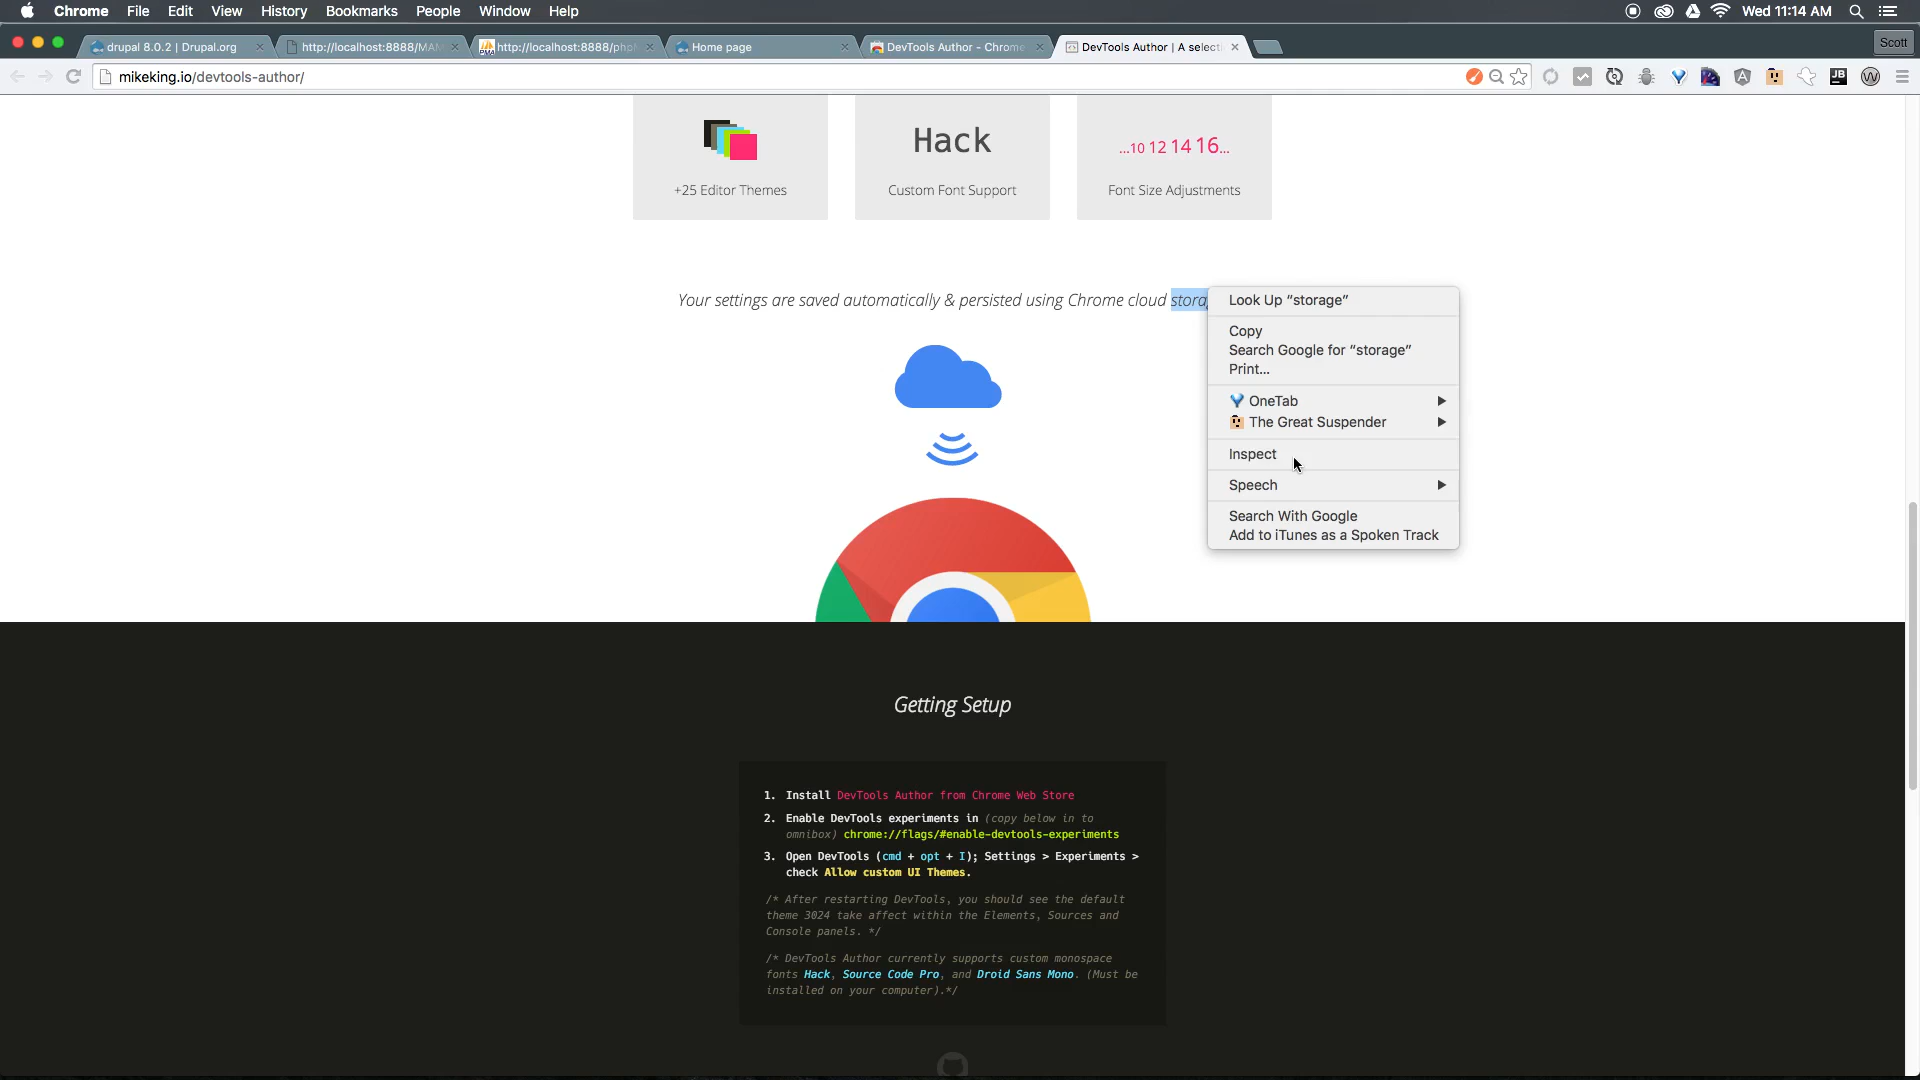 Chrome File Edit View History Bookmarks People Window Help Wed 11:14 AM
drupal 8.0.2 | Drupal.org http://localhost:8888/MAM http://localhost:8888/php Home page DevTools Author - Chrome DevTools Author | A selecti Scott
mikeking.io/devtools-author/ JB
Hack ...10 12 14 16...
+25 Editor Themes Custom Font Support Font Size Adjustments
Your settings are saved automatically & persisted using Chrome cloud storag
Look Up “storage”
Copy
Search Google for “storage”
Print...
OneTab
The Great Suspender
Inspect
Speech
Search With Google
Add to iTunes as a Spoken Track
Getting Setup
1. Install DevTools Author from Chrome Web Store
2. Enable DevTools experiments in (copy below in to
omnibox) chrome://flags/#enable-devtools-experiments
3. Open DevTools (cmd + opt + I); Settings > Experiments >
check Allow custom UI Themes.
/* After restarting DevTools, you should see the default
theme 3024 take affect within the Elements, Sources and
Console panels. */
/* DevTools Author currently supports custom monospace
fonts Hack, Source Code Pro, and Droid Sans Mono. (Must be
installed on your computer).*/